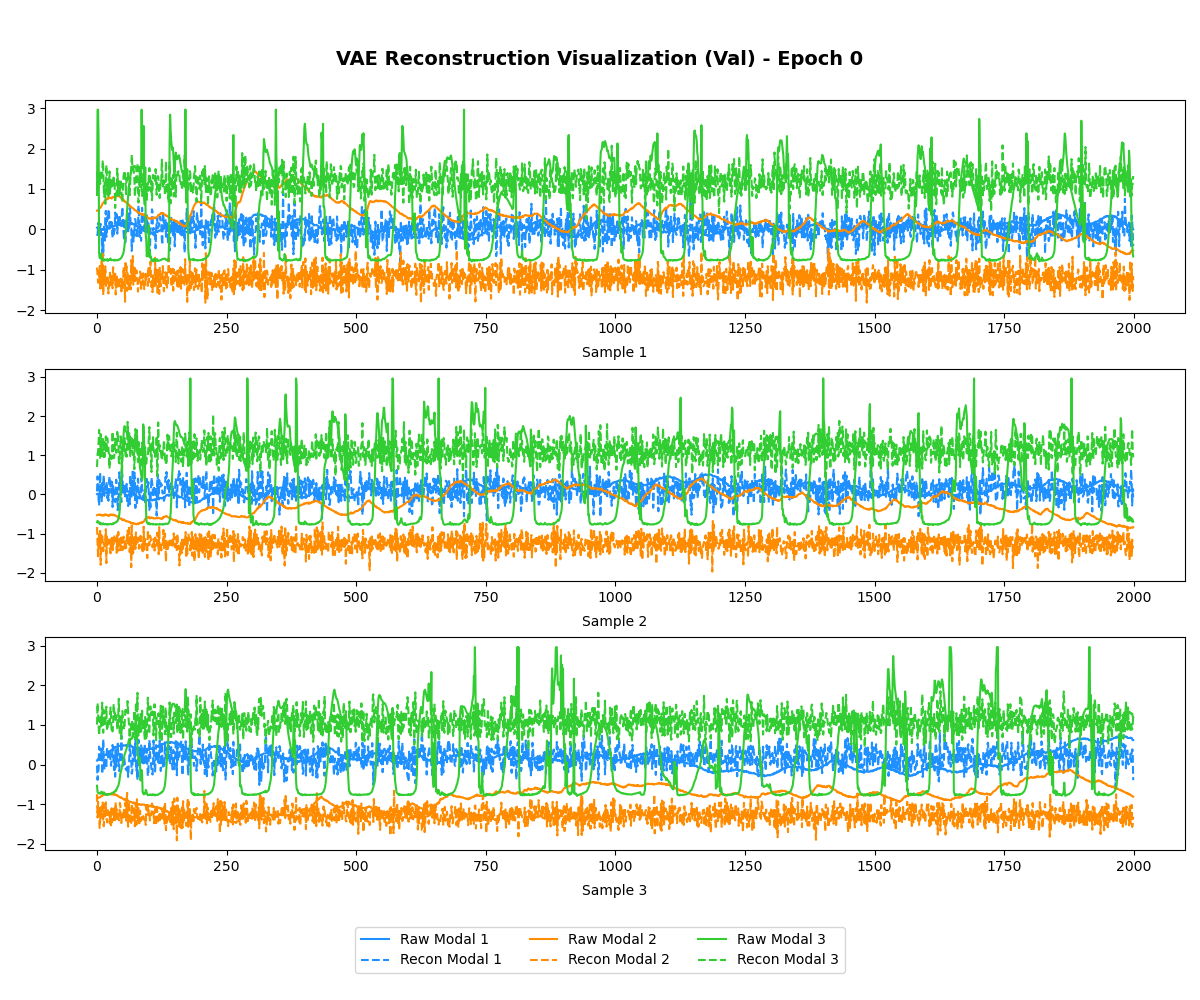 VAE Reconstruction Visualization (Val) - Epoch 0
3
2
1
0
−1
−2
0 250 500 750 1000 1250 1500 1750 2000
Sample 1
3
2
1
0
−1
−2
0 250 500 750 1000 1250 1500 1750 2000
Sample 2
3
2
1
0
−1
−2
0 250 500 750 1000 1250 1500 1750 2000
Sample 3
Raw Modal 1 Raw Modal 2 Raw Modal 3
Recon Modal 1 Recon Modal 2 Recon Modal 3